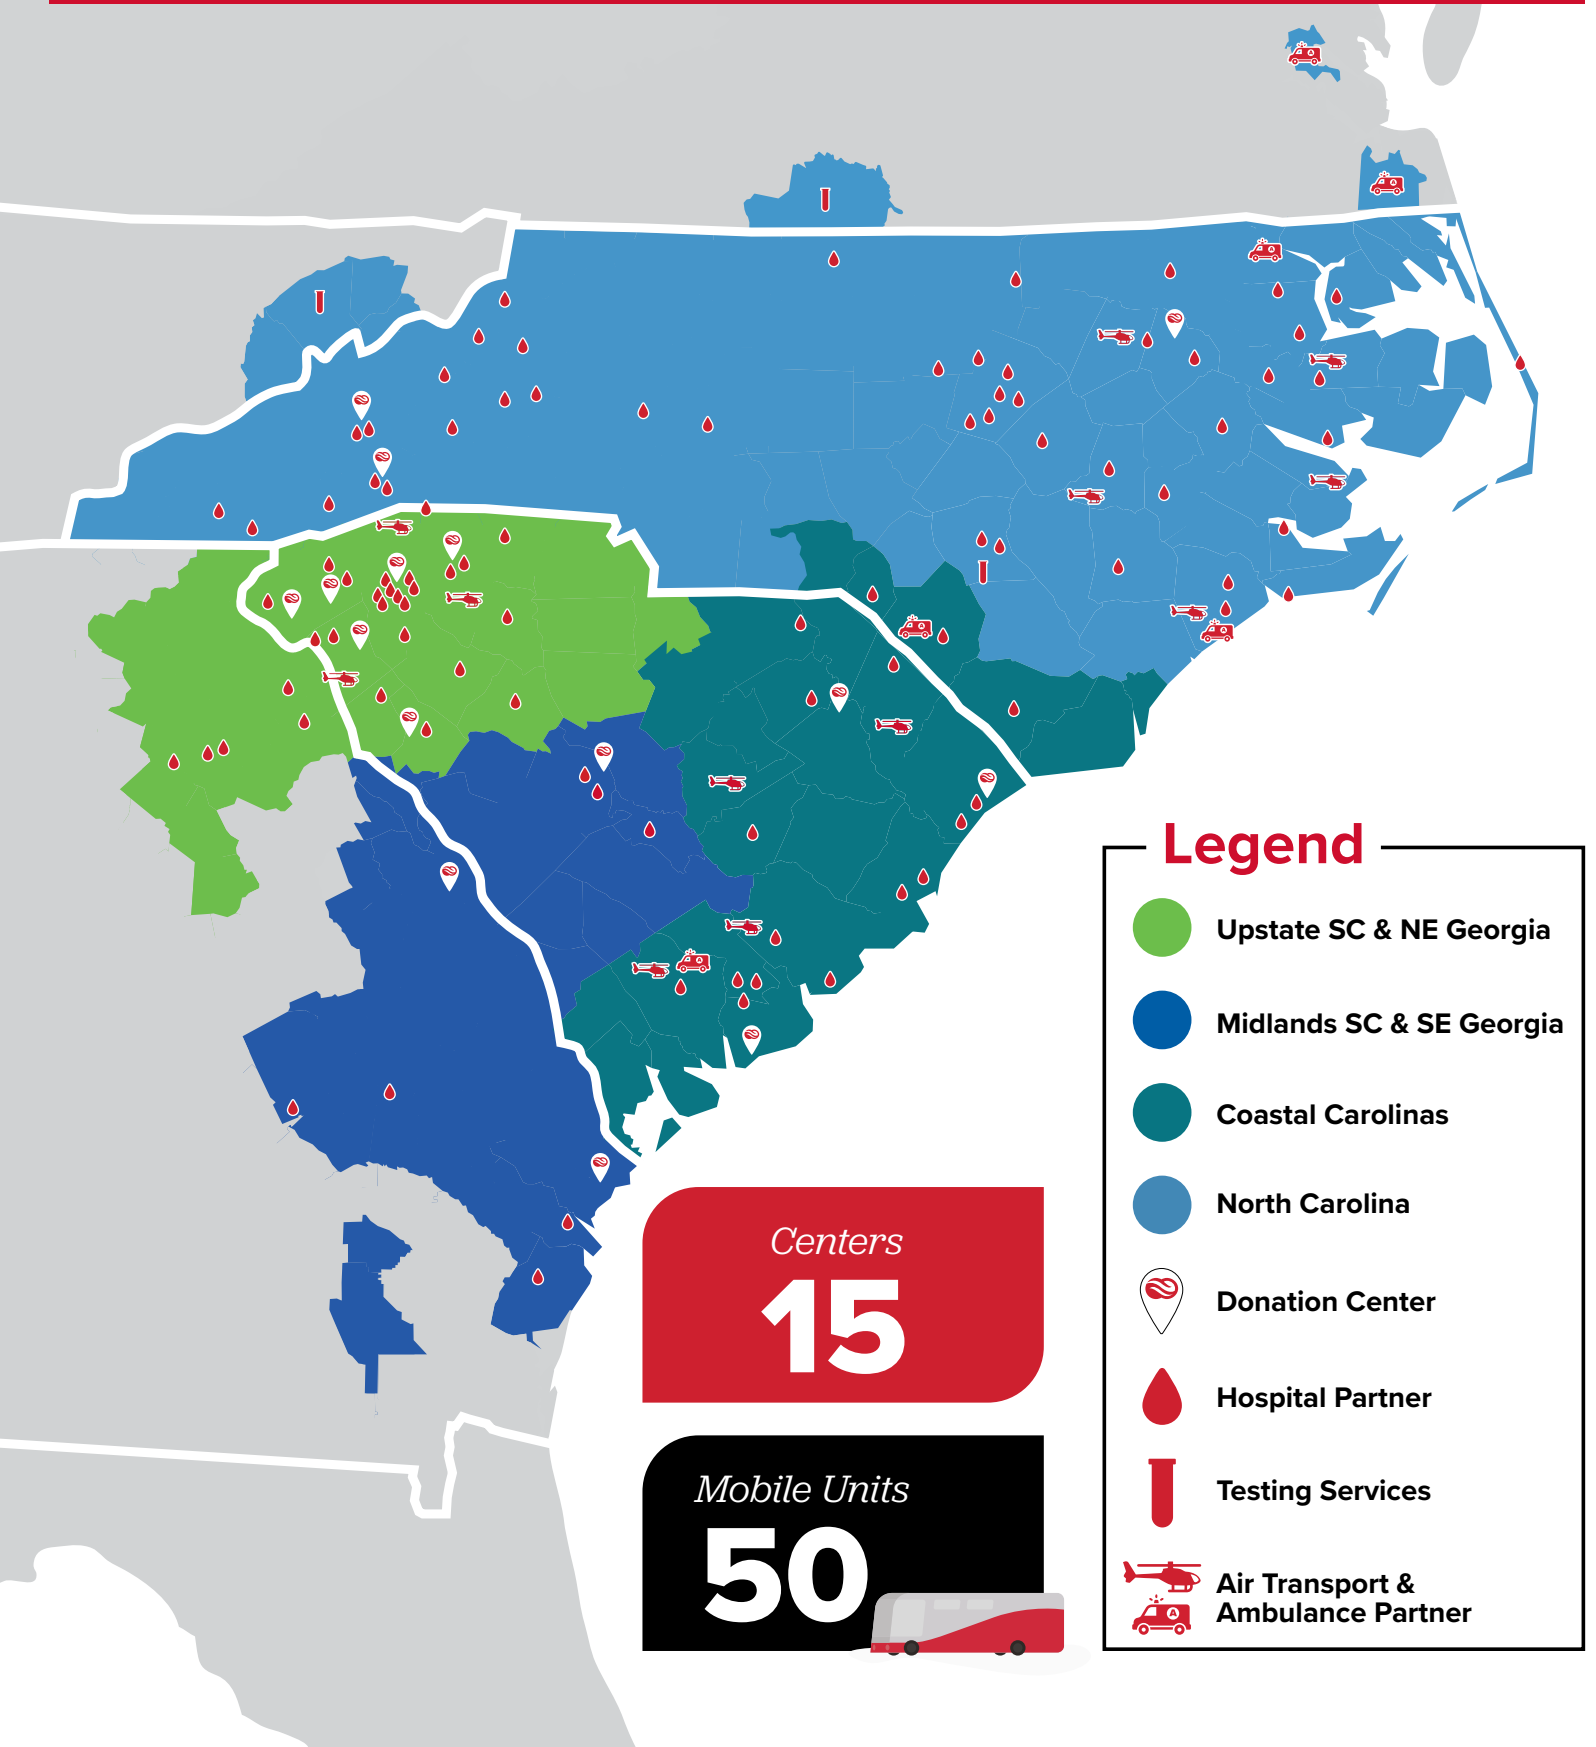 Legend
Upstate SC & NE Georgia
Midlands SC & SE Georgia
Coastal Carolinas
North Carolina
Donation Center
Hospital Partner
Testing Services
Air Transport &
Ambulance Partner
Centers
15
Mobile Units
50